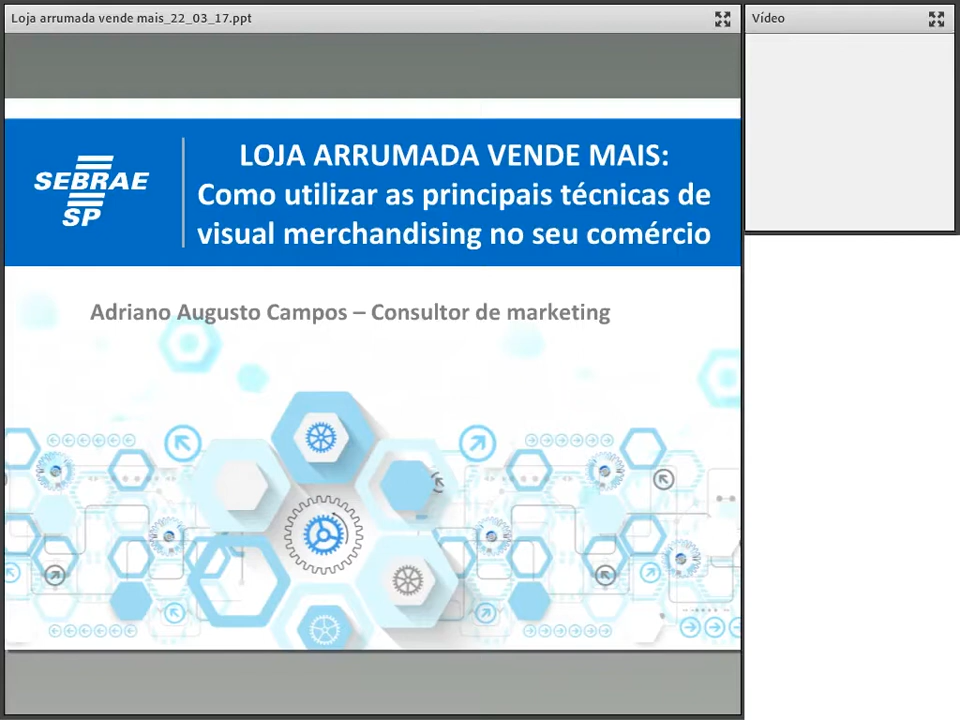 Loja arrumada vende mais_22_03_17.ppt
Vídeo
SEBRAE
SP
LOJA ARRUMADA VENDE MAIS:
Como utilizar as principais técnicas de
visual merchandising no seu comércio
Adriano Augusto Campos – Consultor de marketing